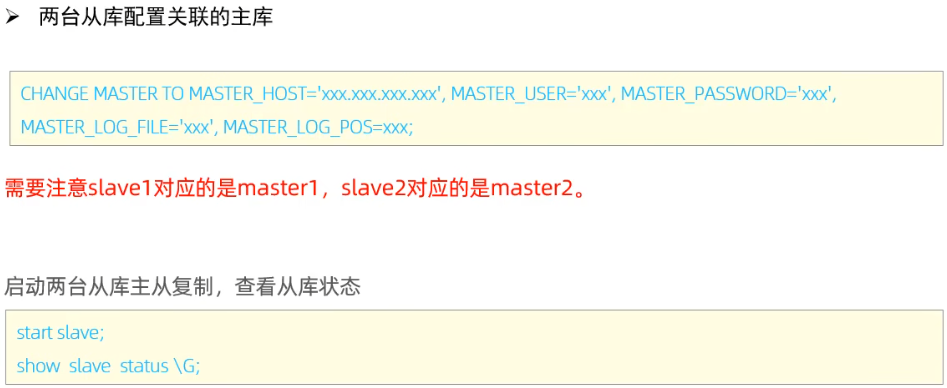 ➢ 两台从库配置关联的主库
CHANGE MASTER TO MASTER_HOST='xxx.xxx.xxx.xxx', MASTER_USER='xxx', MASTER_PASSWORD='xxx',
MASTER_LOG_FILE='xxx', MASTER_LOG_POS=xxx;
需要注意slave1对应的是master1，slave2对应的是master2。
启动两台从库主从复制，查看从库状态
start slave;
show slave status \G;